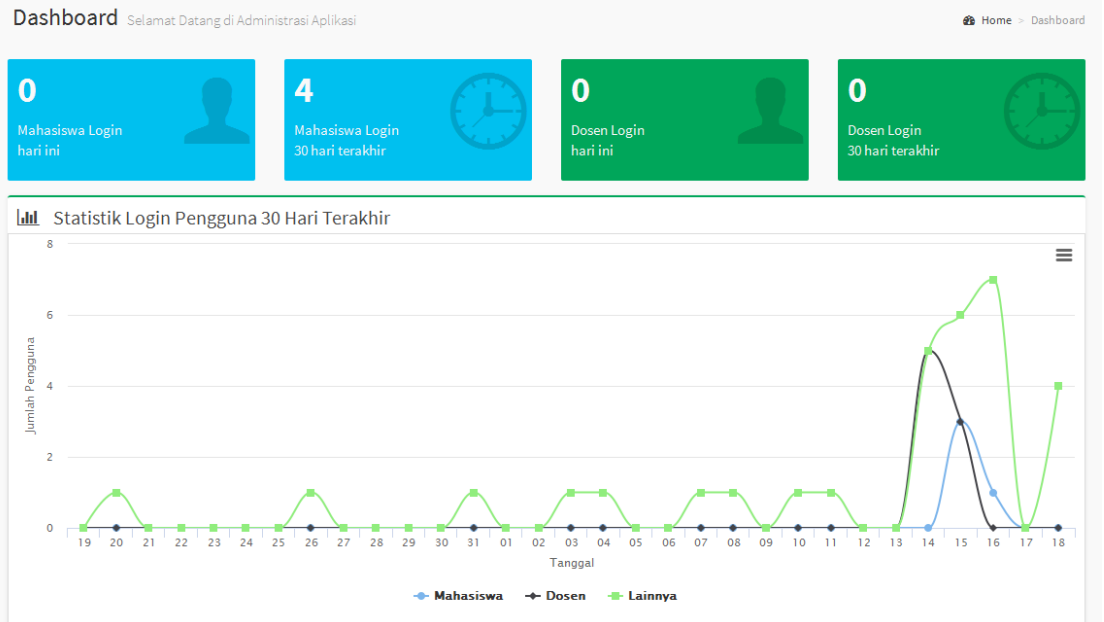 Dashboard Selamat Datang di Administrasi Aplikasi
Home > Dashboard
0
Mahasiswa Login
hari ini
4
Mahasiswa Login
30 hari terakhir
0
Dosen Login
hari ini
0
Dosen Login
30 hari terakhir
Statistik Login Pengguna 30 Hari Terakhir
8
6
4
2
0
Jumlah Pengguna
19 20 21 22 23 24 25 26 27 28 29 30 31 01 02 03 04 05 06 07 08 09 10 11 12 13 14 15 16 17 18
Tanggal
Mahasiswa Dosen Lainnya